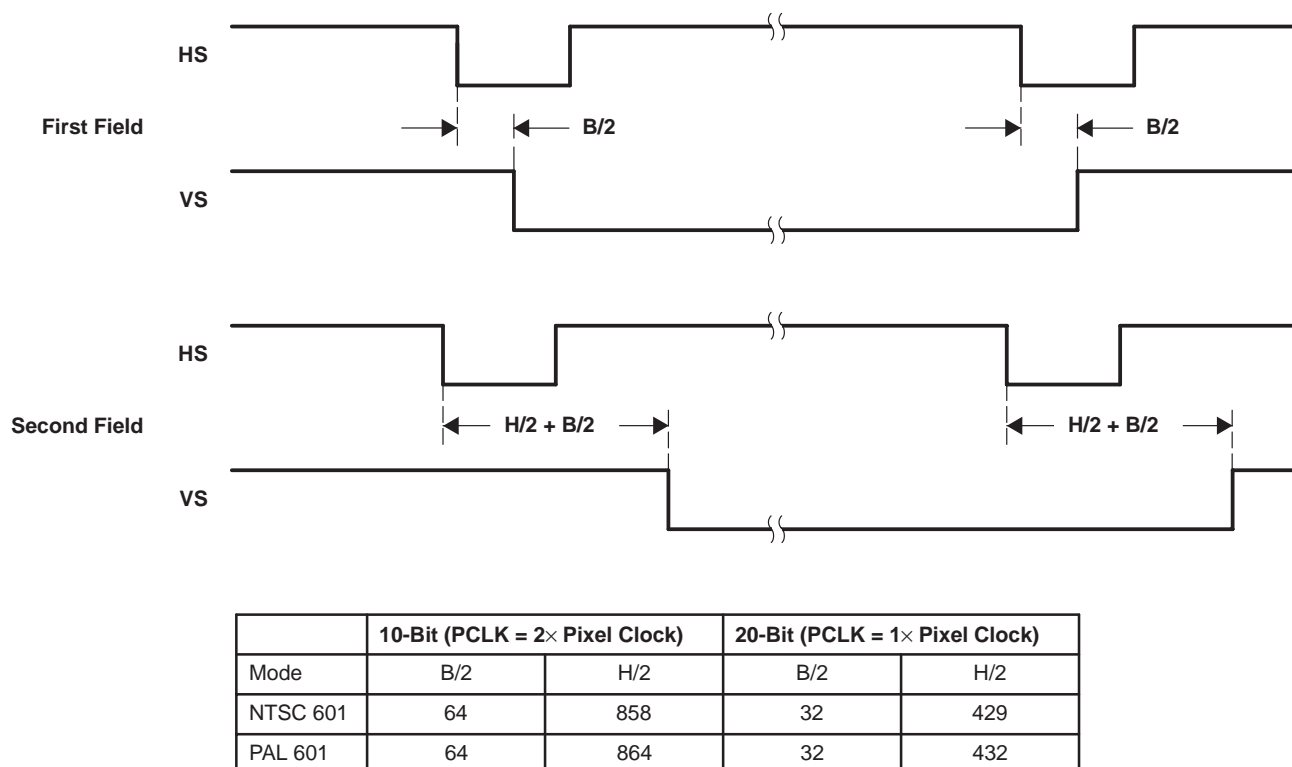 HS
First Field
B/2
B/2
VS
HS
Second Field
H/2 + B/2
H/2 + B/2
VS
10-Bit (PCLK = 2× Pixel Clock) 20-Bit (PCLK = 1× Pixel Clock)
Mode B/2 H/2 B/2 H/2
NTSC 601 64 858 32 429
PAL 601 64 864 32 432